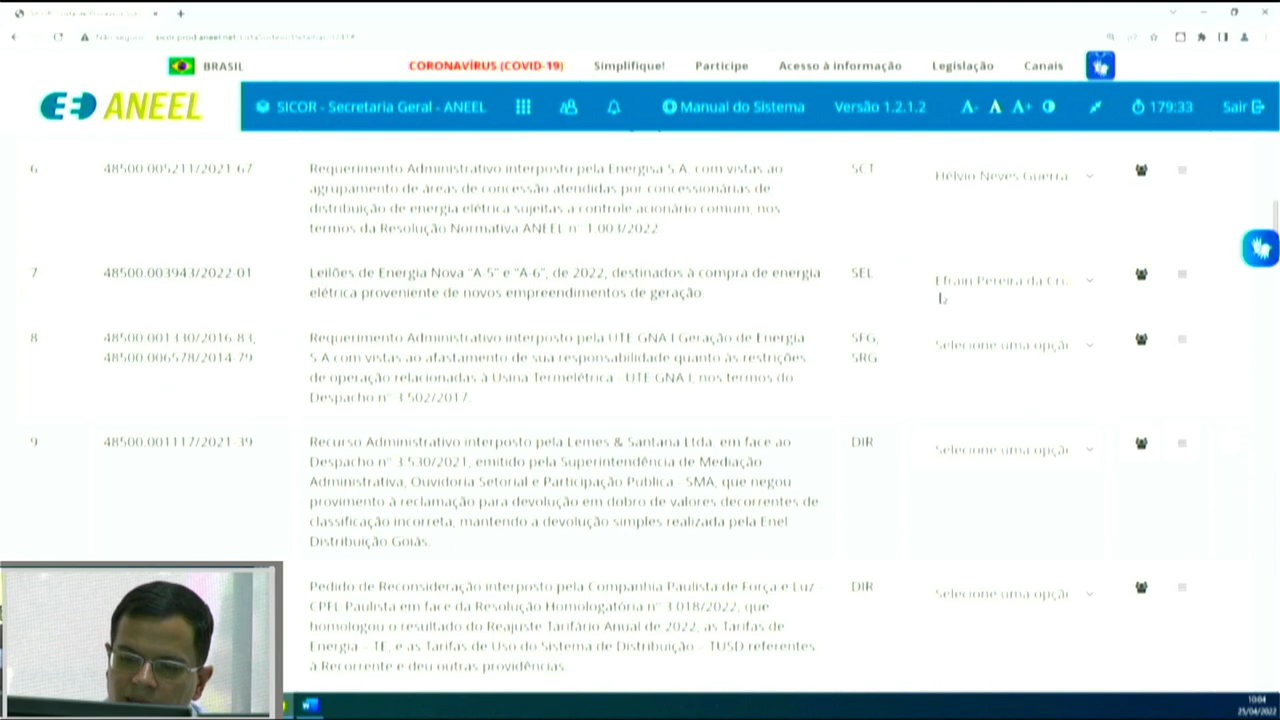 BRASIL
CORONAVÍRUS (COVID-19)
Simplifique!
Participe
Acesso à informação
Legislação
Canais
ANEEL
SICOR - Secretaria Geral - ANEEL
Manual do Sistema
Versão 1.2.1.2
A-
A
A+
179:33
Sair
6
48500.005211/2021-67
Requerimento Administrativo interposto pela Energisa S.A. com vistas ao
agrupamento de áreas de concessão atendidas por concessionárias de
distribuição de energia elétrica sujeitas a controle acionário comum, nos
termos da Resolução Normativa ANEEL nº 1.003/2022.
SCT
Hélvio Neves Guerra
7
48500.003943/2022-01
Leilões de Energia Nova "A-5" e "A-6", de 2022, destinados à compra de energia
elétrica proveniente de novos empreendimentos de geração.
SEL
Efrain Pereira da Cru
8
48500.001330/2016-83,
48500.006578/2014-79
Requerimento Administrativo interposto pela UTE GNA I Geração de Energia
S.A com vistas ao afastamento de sua responsabilidade quanto às restrições
de operação relacionadas à Usina Termelétrica - UTE GNA I, nos termos do
Despacho nº 3.502/2017.
SFG,
SRG
Selecione uma opçã
9
48500.001117/2021-39
Recurso Administrativo interposto pela Lemes & Santana Ltda. em face ao
Despacho nº 3.530/2021, emitido pela Superintendência de Mediação
Administrativa, Ouvidoria Setorial e Participação Pública - SMA, que negou
provimento à reclamação para devolução em dobro de valores decorrentes de
classificação incorreta, mantendo a devolução simples realizada pela Enel
Distribuição Goiás.
DIR
Selecione uma opçã
Pedido de Reconsideração interposto pela Companhia Paulista de Força e Luz -
CPFL Paulista em face da Resolução Homologatória nº 3.018/2022, que
homologou o resultado do Reajuste Tarifário Anual de 2022, as Tarifas de
Energia - TE, e as Tarifas de Uso do Sistema de Distribuição - TUSD referentes
à Recorrente e deu outras providências.
DIR
Selecione uma opçã
10:04
25/04/2022